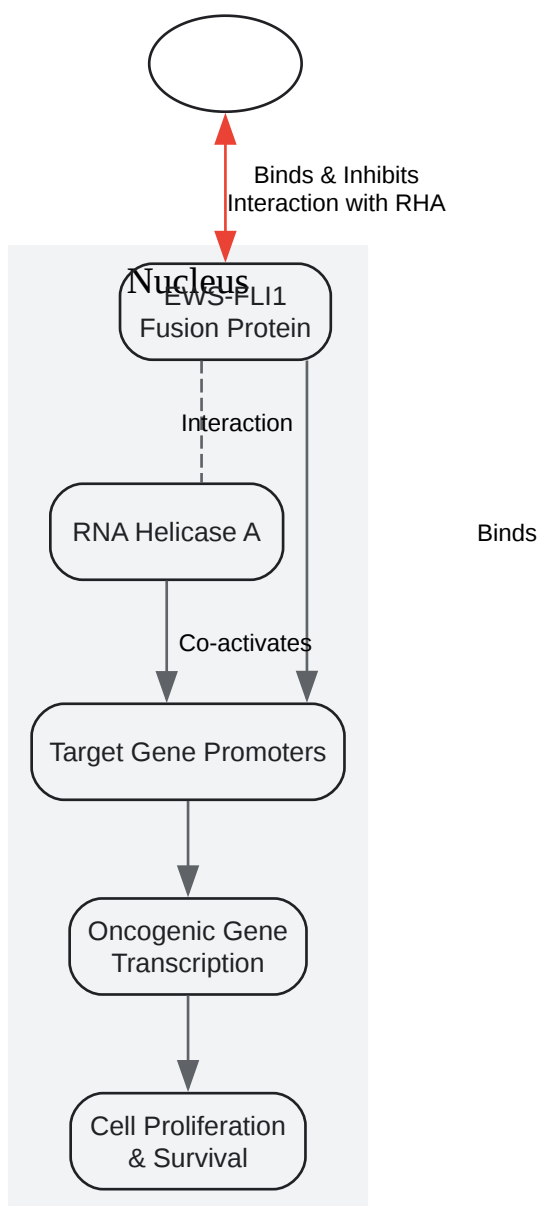 Binds & Inhibits
Interaction with RHA
Nucleus
EWS-FLI1
Fusion Protein
Interaction
RNA Helicase A
Binds
Co-activates
Target Gene Promoters
Oncogenic Gene
Transcription
Cell Proliferation
& Survival